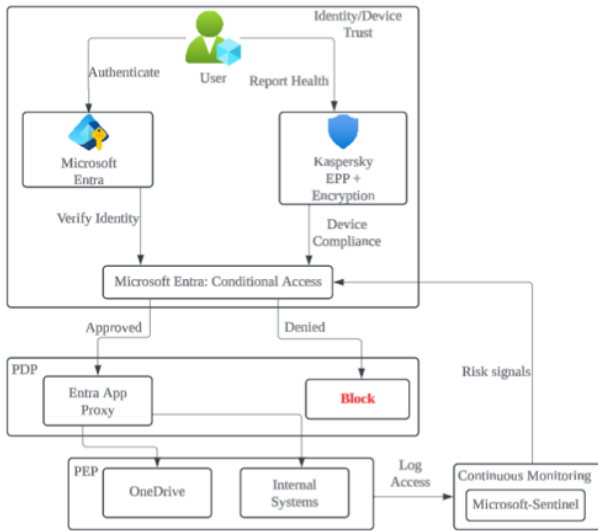 Identity/Device
Trust
User
Authenticate
Report Health
Microsoft
Entra
Kaspersky
EPP +
Encryption
Verify Identity
Device
Compliance
Microsoft Entra: Conditional Access
Approved
Denied
PDP
Entra App
Proxy
Block
Risk signals
PEP
OneDrive
Internal
Systems
Log
Access
Continuous Monitoring
Microsoft-Sentinel